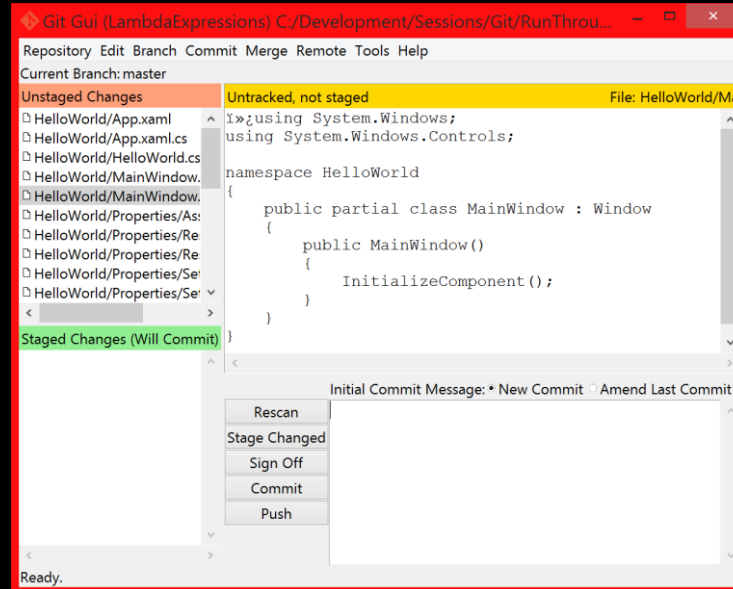 Git Gui (LambdaExpressions) C:/Development/Sessions/Git/RunThrou...
Repository Edit Branch Commit Merge Remote Tools Help
Current Branch: master
Unstaged Changes
HelloWorld/App.xaml
HelloWorld/App.xaml.cs
HelloWorld/HelloWorld.cs
HelloWorld/MainWindow.
HelloWorld/MainWindow.
HelloWorld/Properties/As
HelloWorld/Properties/Re
HelloWorld/Properties/Re
HelloWorld/Properties/Set
HelloWorld/Properties/Set
Staged Changes (Will Commit)
Untracked, not staged File: HelloWorld/Ma
ï»¿using System.Windows;
using System.Windows.Controls;
namespace HelloWorld
{
public partial class MainWindow : Window
{
public MainWindow()
{
InitializeComponent();
}
}
}
Initial Commit Message: New Commit Amend Last Commit
Rescan
Stage Changed
Sign Off
Commit
Push
Ready.